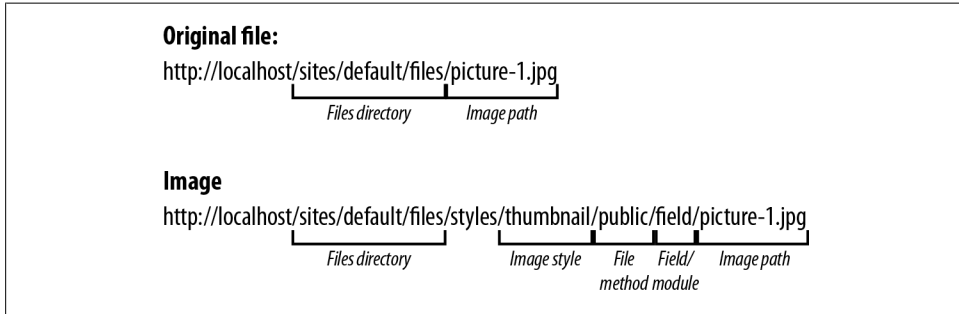 Original file:
http://localhost/sites/default/files/picture-1.jpg
Files directory Image path
Image
http://localhost/sites/default/files/styles/thumbnail/public/field/picture-1.jpg
Files directory Image style File Field/ Image path
method module